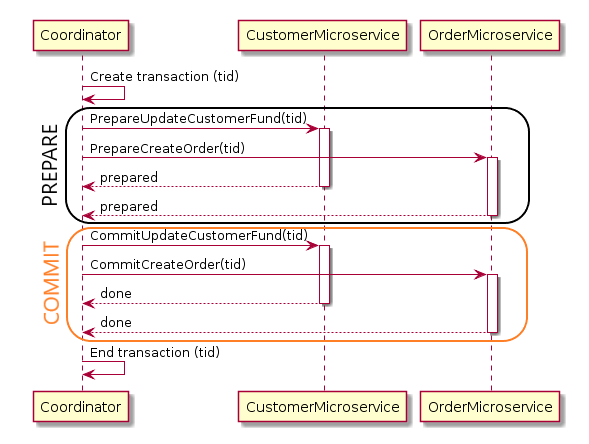 Coordinator
CustomerMicroservice
OrderMicroservice
Create transaction (tid)
PREPARE
PrepareUpdateCustomerFund(tid)
PrepareCreateOrder(tid)
prepared
prepared
COMMIT
CommitUpdateCustomerFund(tid)
CommitCreateOrder(tid)
done
done
End transaction (tid)
Coordinator
CustomerMicroservice
OrderMicroservice